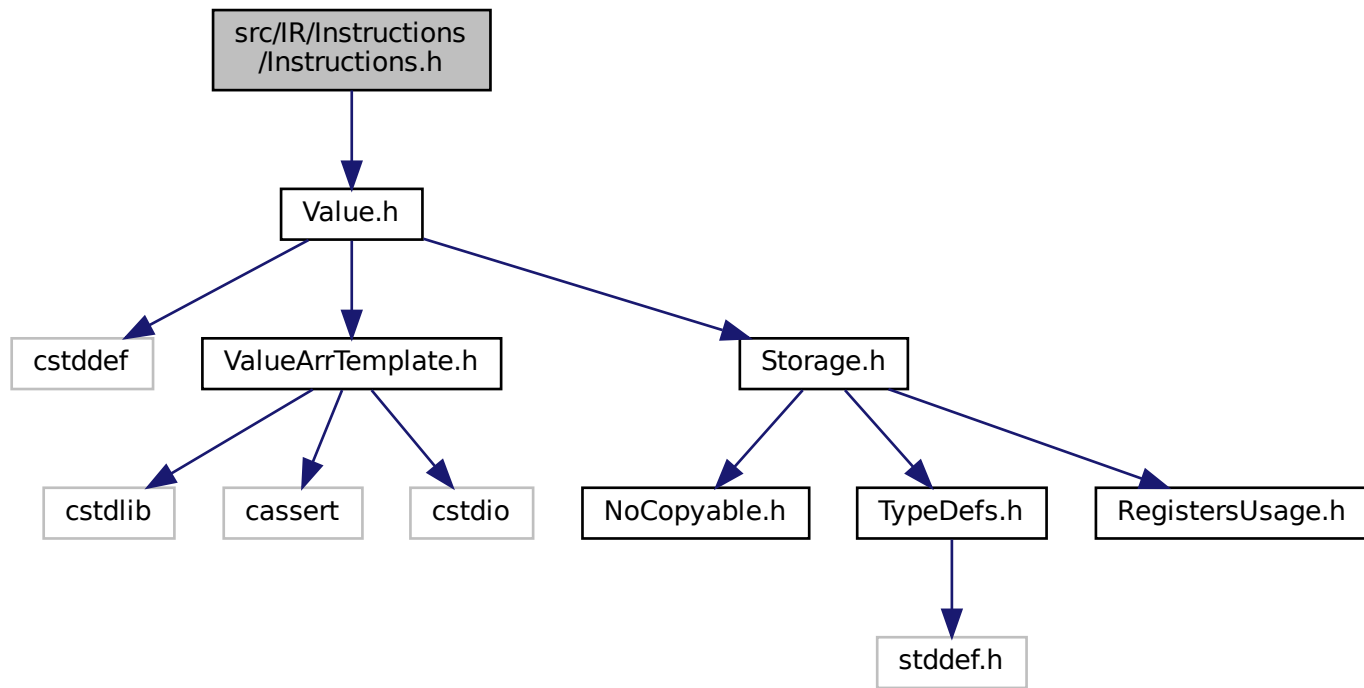 src/IR/Instructions
/Instructions.h
Value.h
cstddef
ValueArrTemplate.h
Storage.h
cstdlib
cassert
cstdio
NoCopyable.h
TypeDefs.h
RegistersUsage.h
stddef.h